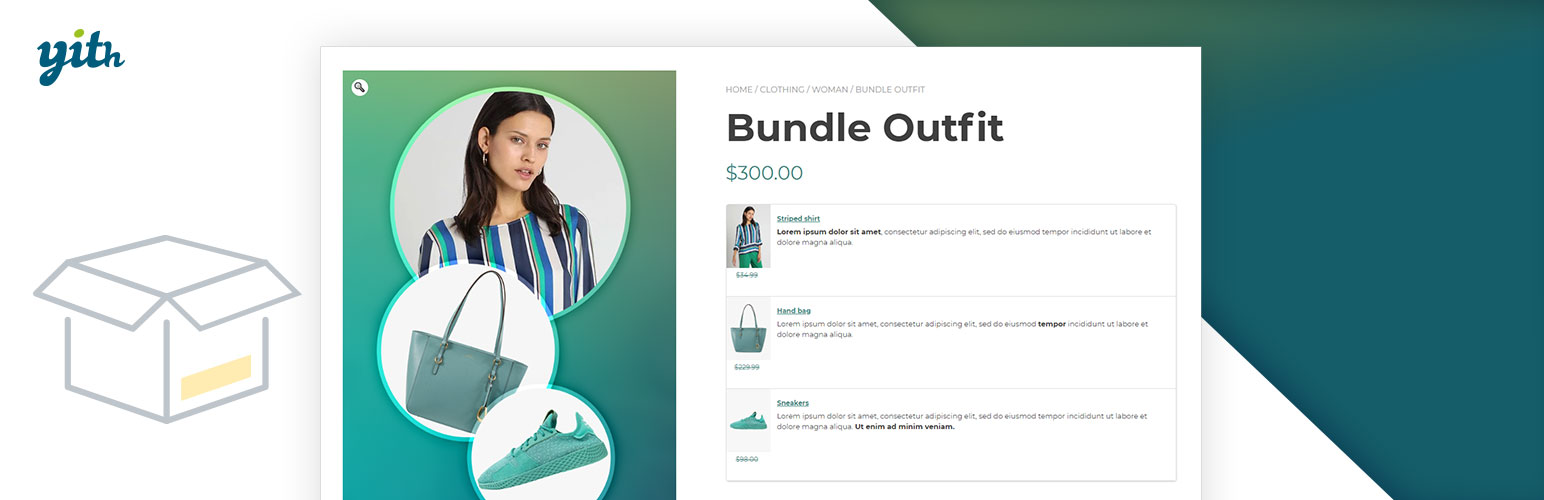 yith
HOME / CLOTHING / WOMAN / BUNDLE OUTFIT
Bundle Outfit
$300.00
Striped shirt
Lorem ipsum dolor sit amet, consectetur adipiscing elit, sed do eiusmod tempor incididunt ut labore et
dolore magna aliqua.
$34.99
Hand bag
Lorem ipsum dolor sit amet, consectetur adipiscing elit, sed do eiusmod tempor incididunt ut labore et
dolore magna aliqua.
$229.99
Sneakers
Lorem ipsum dolor sit amet, consectetur adipiscing elit, sed do eiusmod tempor incididunt ut labore et
dolore magna aliqua. Ut enim ad minim veniam.
$98.00